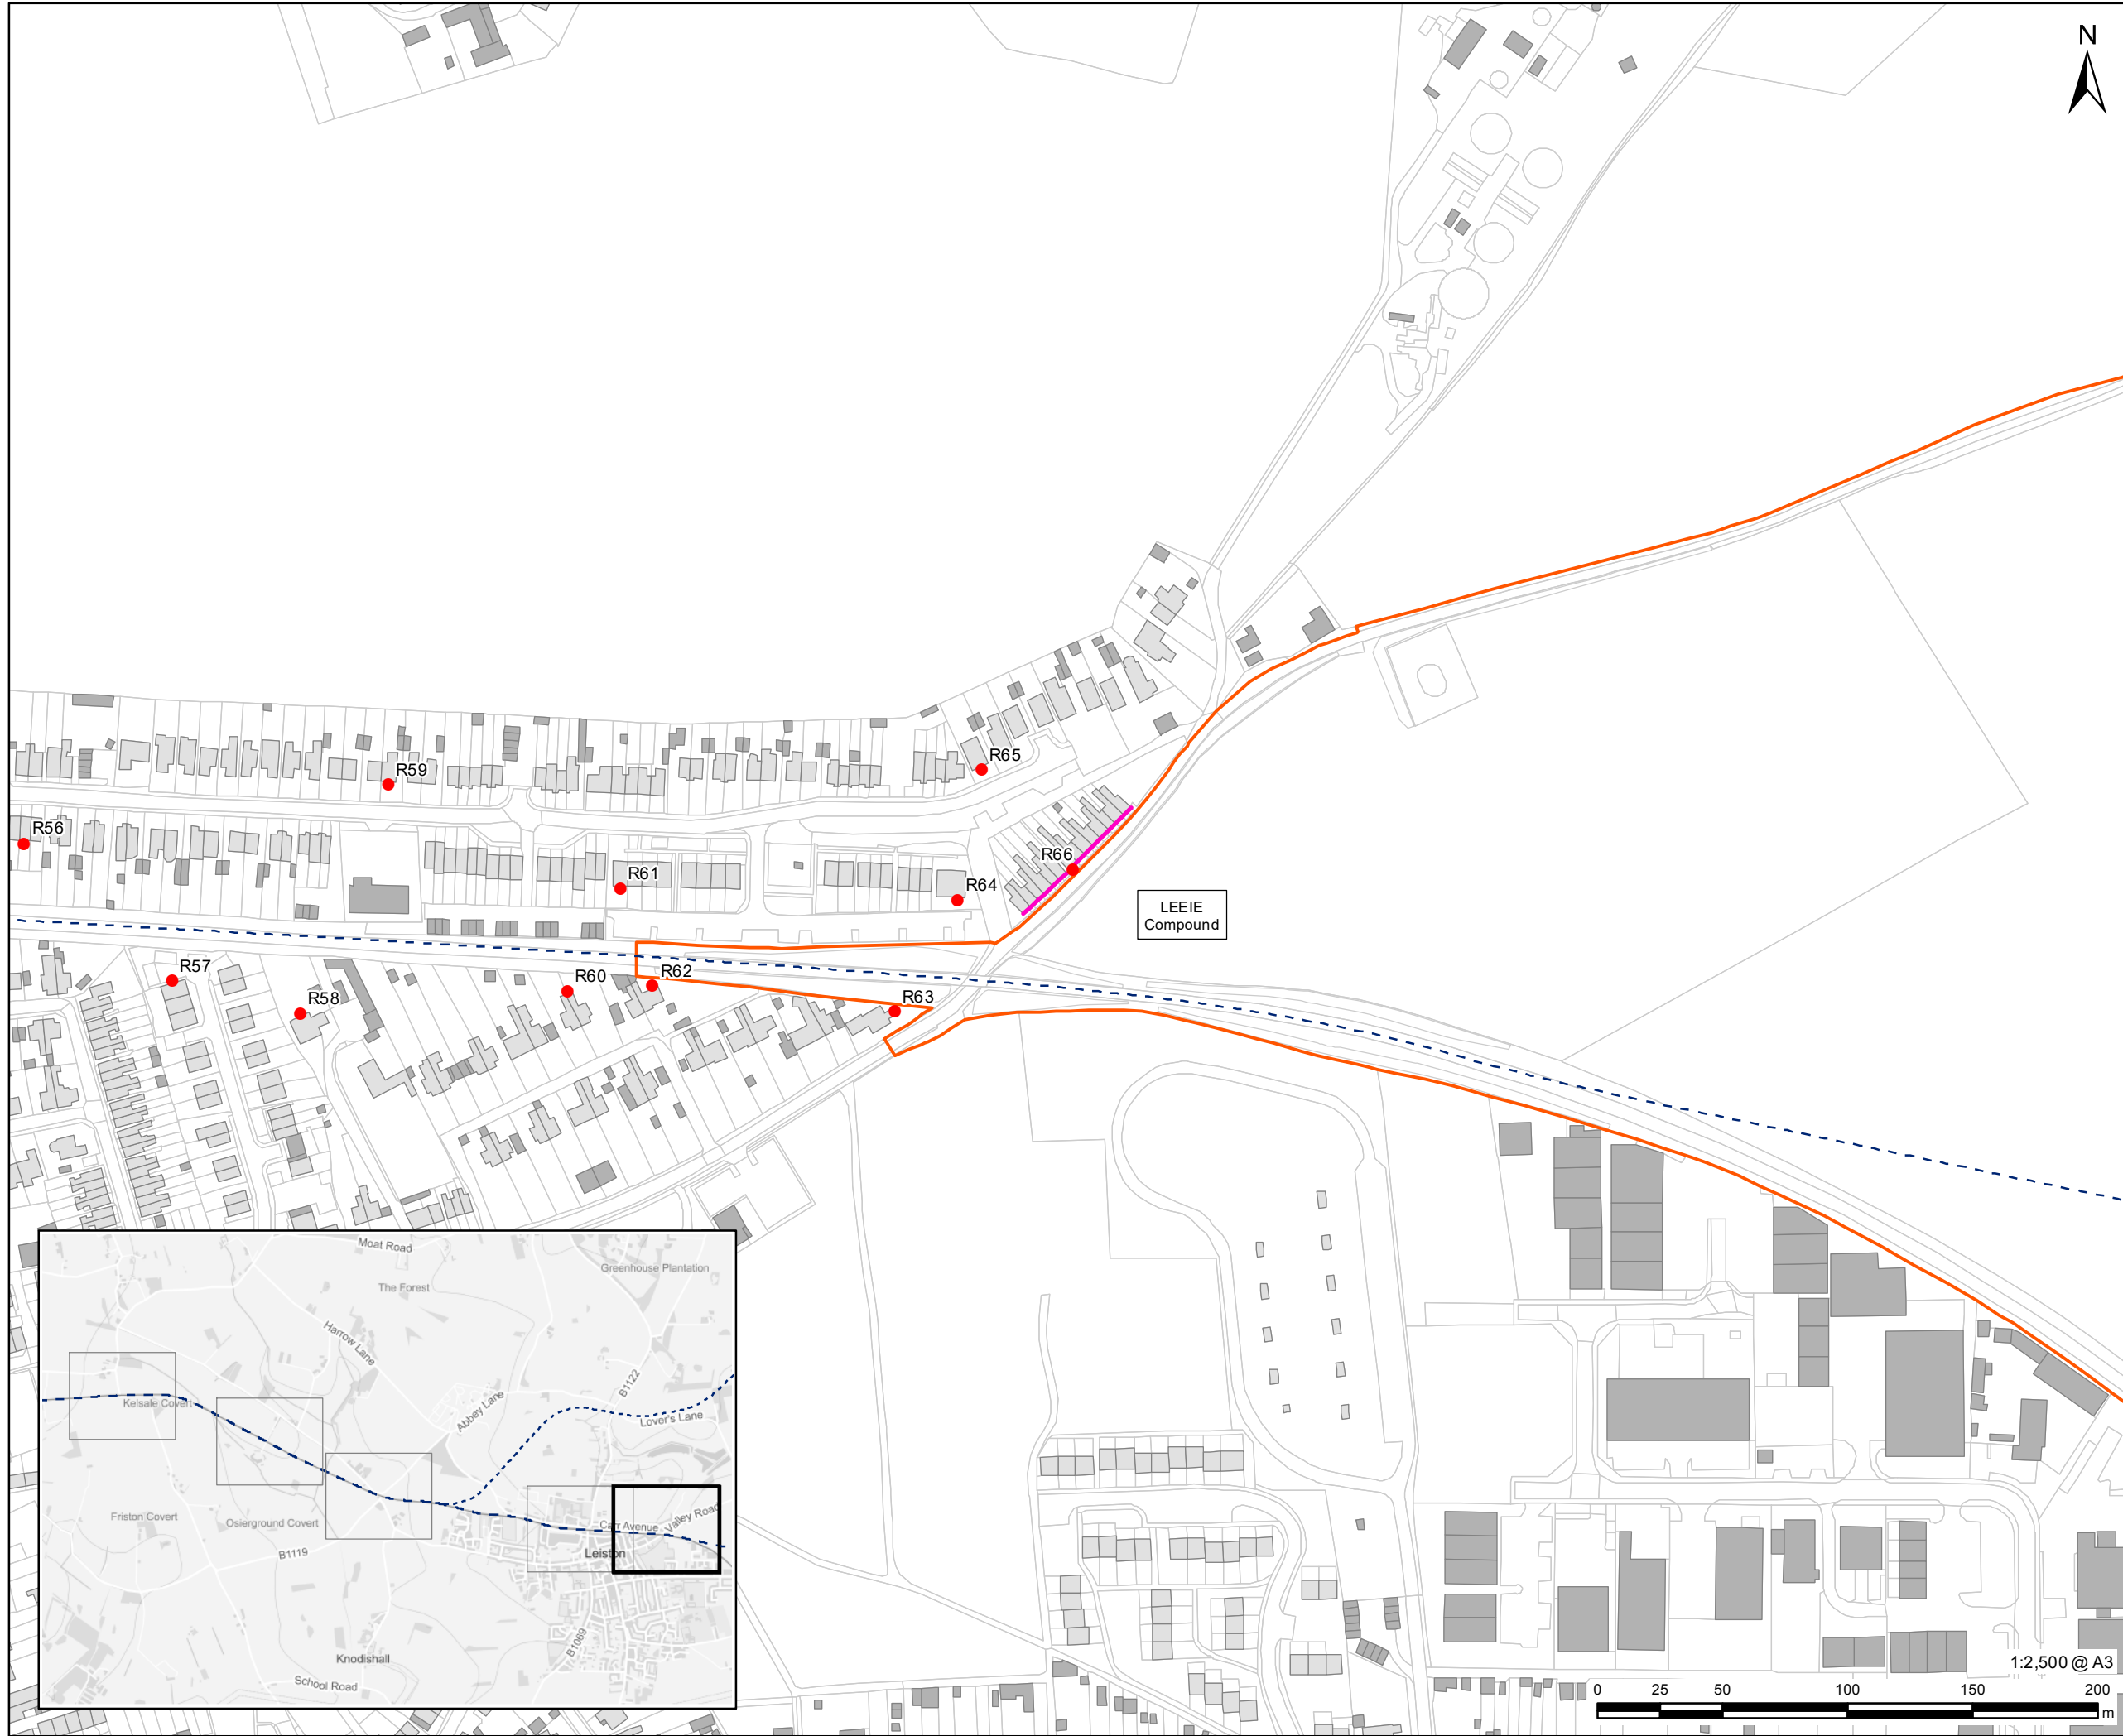 N
R65
R59
R56
R66
R61
R64
LEEIE
Compound
R57
R60
R62
R58
R63
Moat Road
Greenhouse Plantation
The Forest
Harrow Lane
B1122
Kelsale Covert
Abbey Lane
Lover's Lane
Friston Covert
Osierground Covert
Carr Avenue
Valley Road
B1119
Leiston
B1069
Knodishall
School Road
1:2,500 @ A3
0 25 50 100 150 200
m